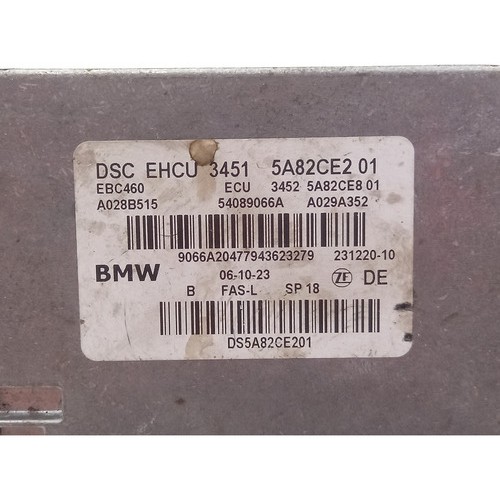 DSC EHCU 3451 5A82CE2 01
EBC460 ECU 3452 5A82CE8 01
A028B515 54089066A A029A352
9066A20477943623279 231220-10
BMW 06-10-23 ZF DE
B FAS-L SP 18
DS5A82CE201